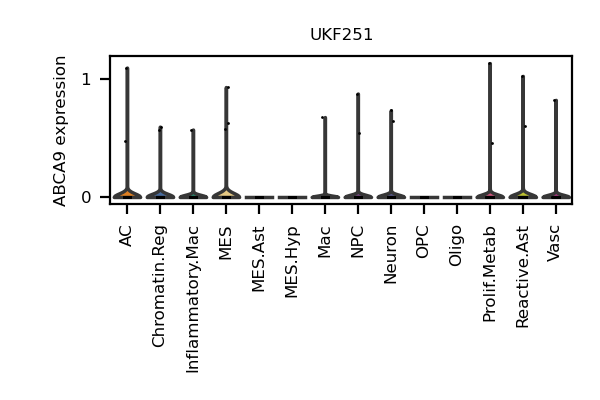 UKF251
ABCA9 expression
1
0
AC
Chromatin.Reg
Inflammatory.Mac
MES
MES.Ast
MES.Hyp
Mac
NPC
Neuron
OPC
Oligo
Prolif.Metab
Reactive.Ast
Vasc